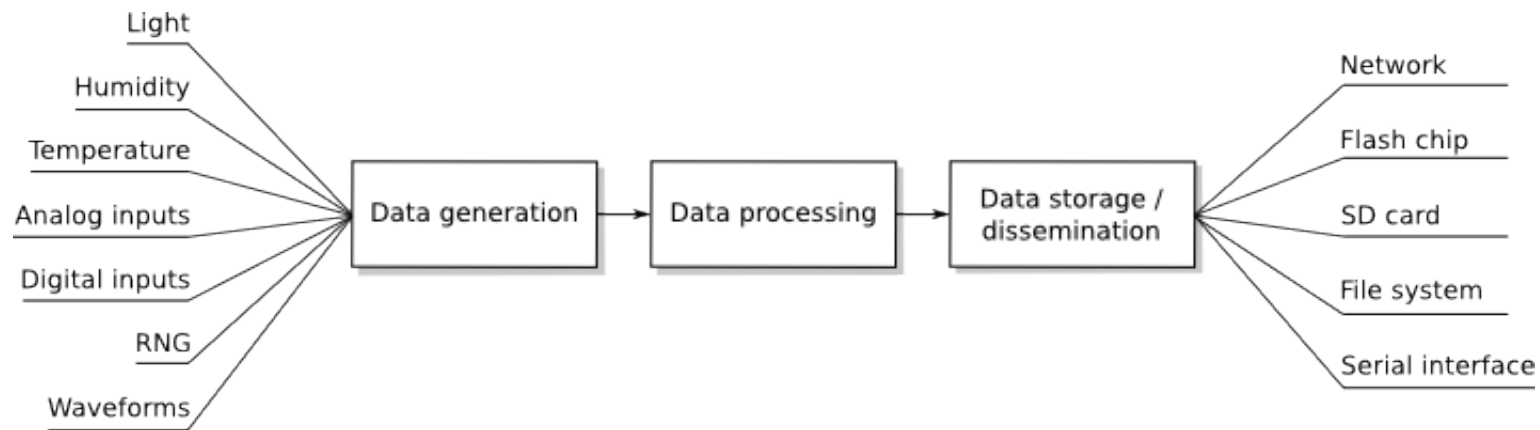 Light
Humidity
Temperature
Analog inputs
Digital inputs
RNG
Waveforms
Data generation
Data processing
Data storage /
dissemination
Network
Flash chip
SD card
File system
Serial interface